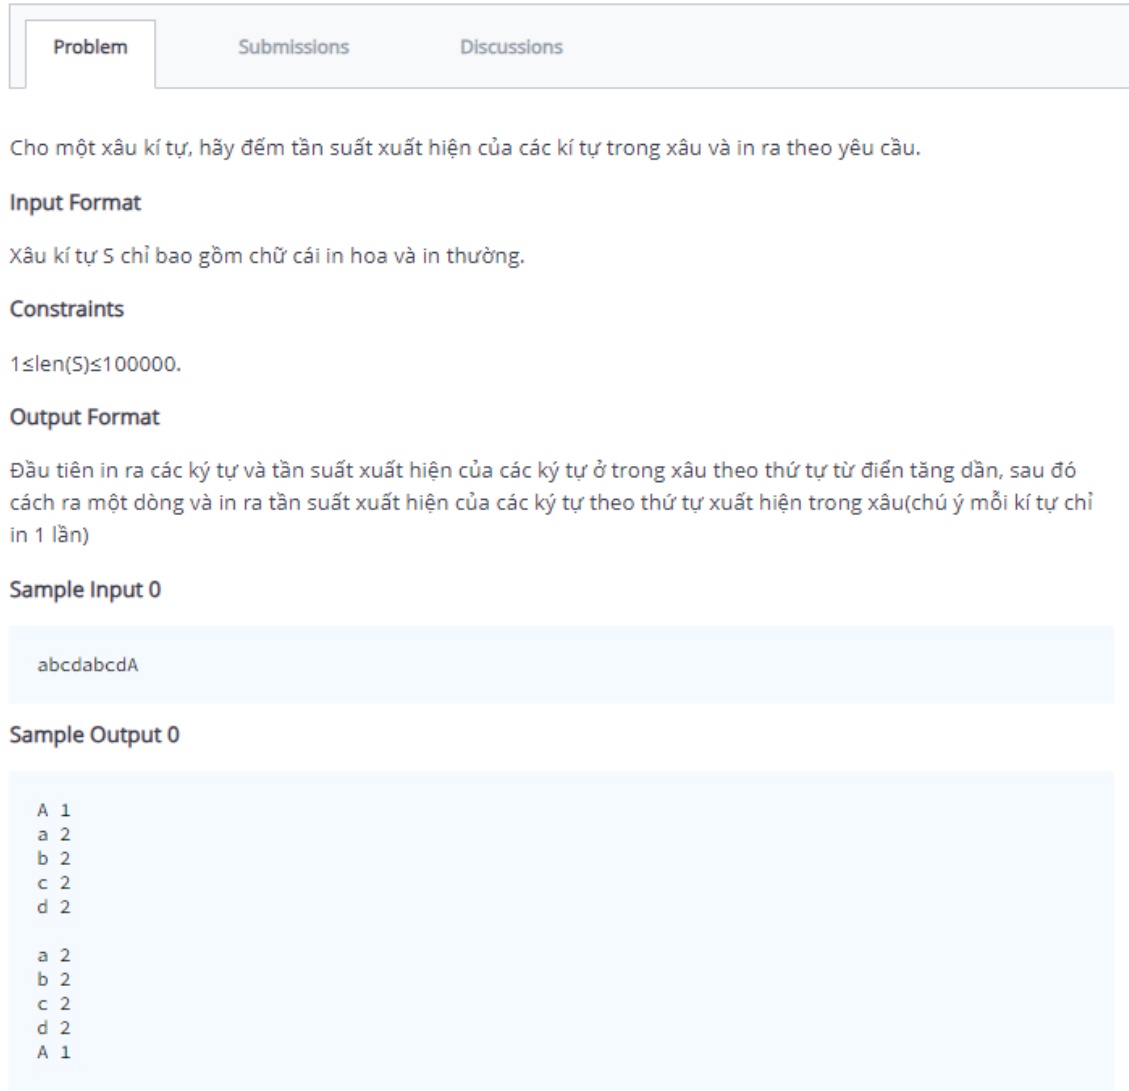 Problem
Submissions
Discussions
Cho một xâu kí tự, hãy đếm tần suất xuất hiện của các kí tự trong xâu và in ra theo yêu cầu.
Input Format
Xâu kí tự S chỉ bao gồm chữ cái in hoa và in thường.
Constraints
1≤len(S)≤100000.
Output Format
Đầu tiên in ra các ký tự và tần suất xuất hiện của các ký tự ở trong xâu theo thứ tự từ điển tăng dần, sau đó
cách ra một dòng và in ra tần suất xuất hiện của các ký tự theo thứ tự xuất hiện trong xâu(chú ý mỗi kí tự chỉ
in 1 lần)
Sample Input 0
abcdabcdA
Sample Output 0
A 1
a 2
b 2
c 2
d 2
a 2
b 2
c 2
d 2
A 1